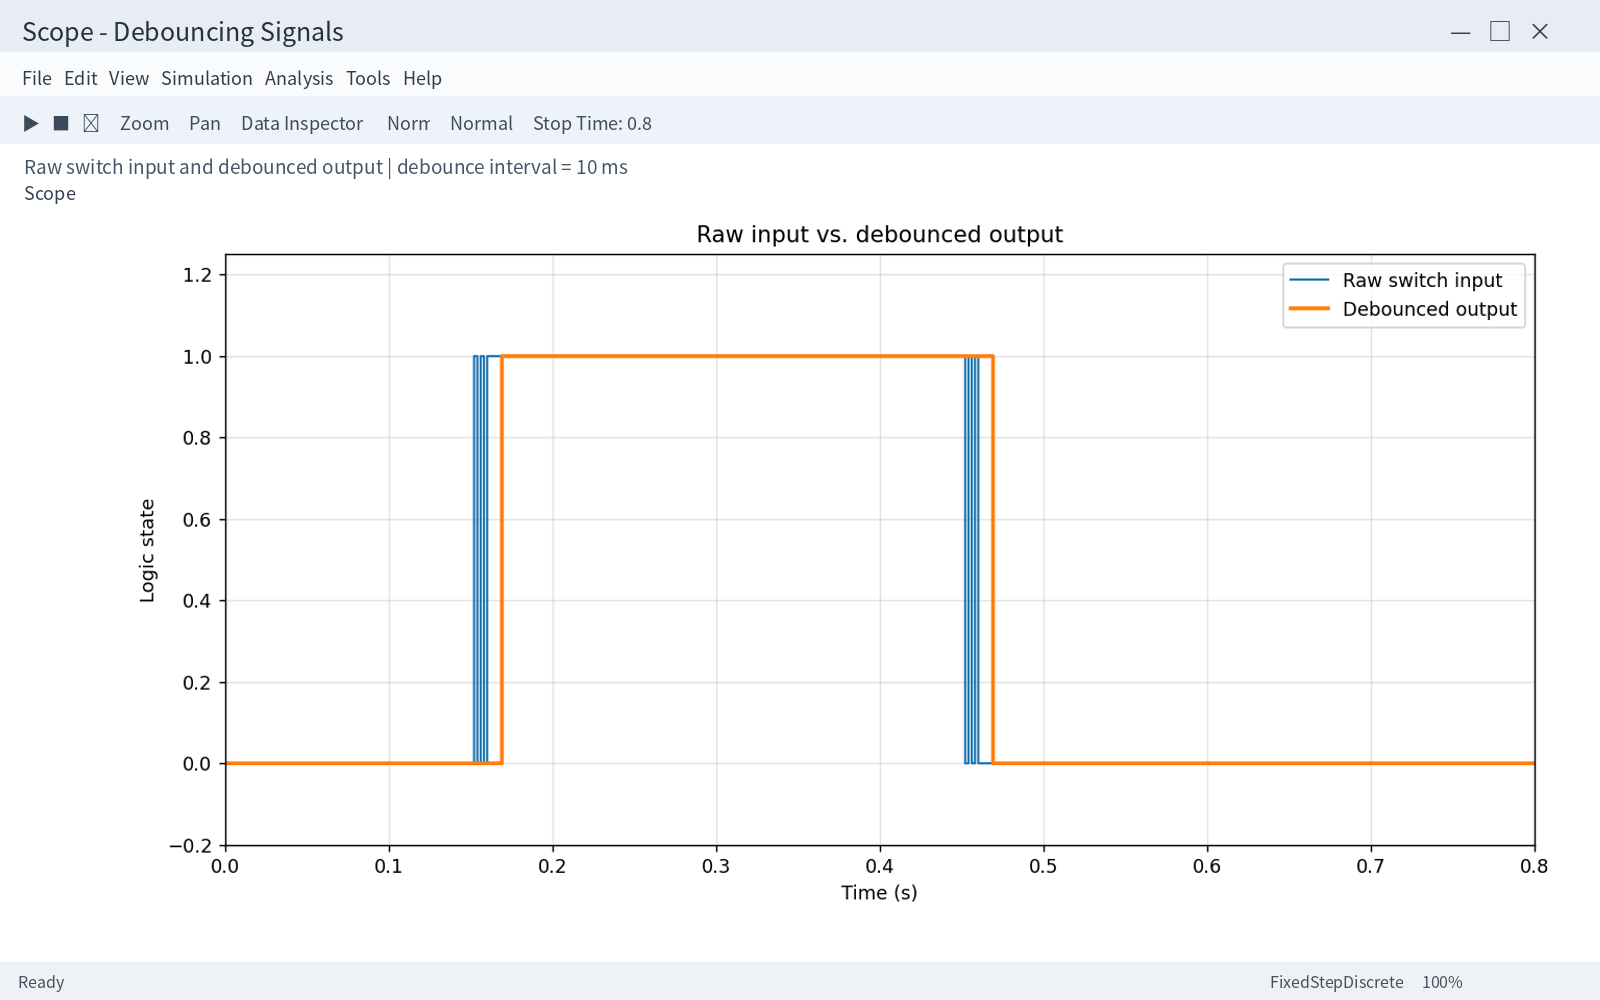 Scope - Debouncing Signals
File Edit View Simulation Analysis Tools Help
Zoom Pan Data Inspector Norr Normal Stop Time: 0.8
Raw switch input and debounced output | debounce interval = 10 ms
Scope
Raw input vs. debounced output
Raw switch input
Debounced output
1.2
1.0
0.8
0.6
0.4
0.2
0.0
−0.2
Logic state
0.0 0.1 0.2 0.3 0.4 0.5 0.6 0.7 0.8
Time (s)
Ready FixedStepDiscrete 100%